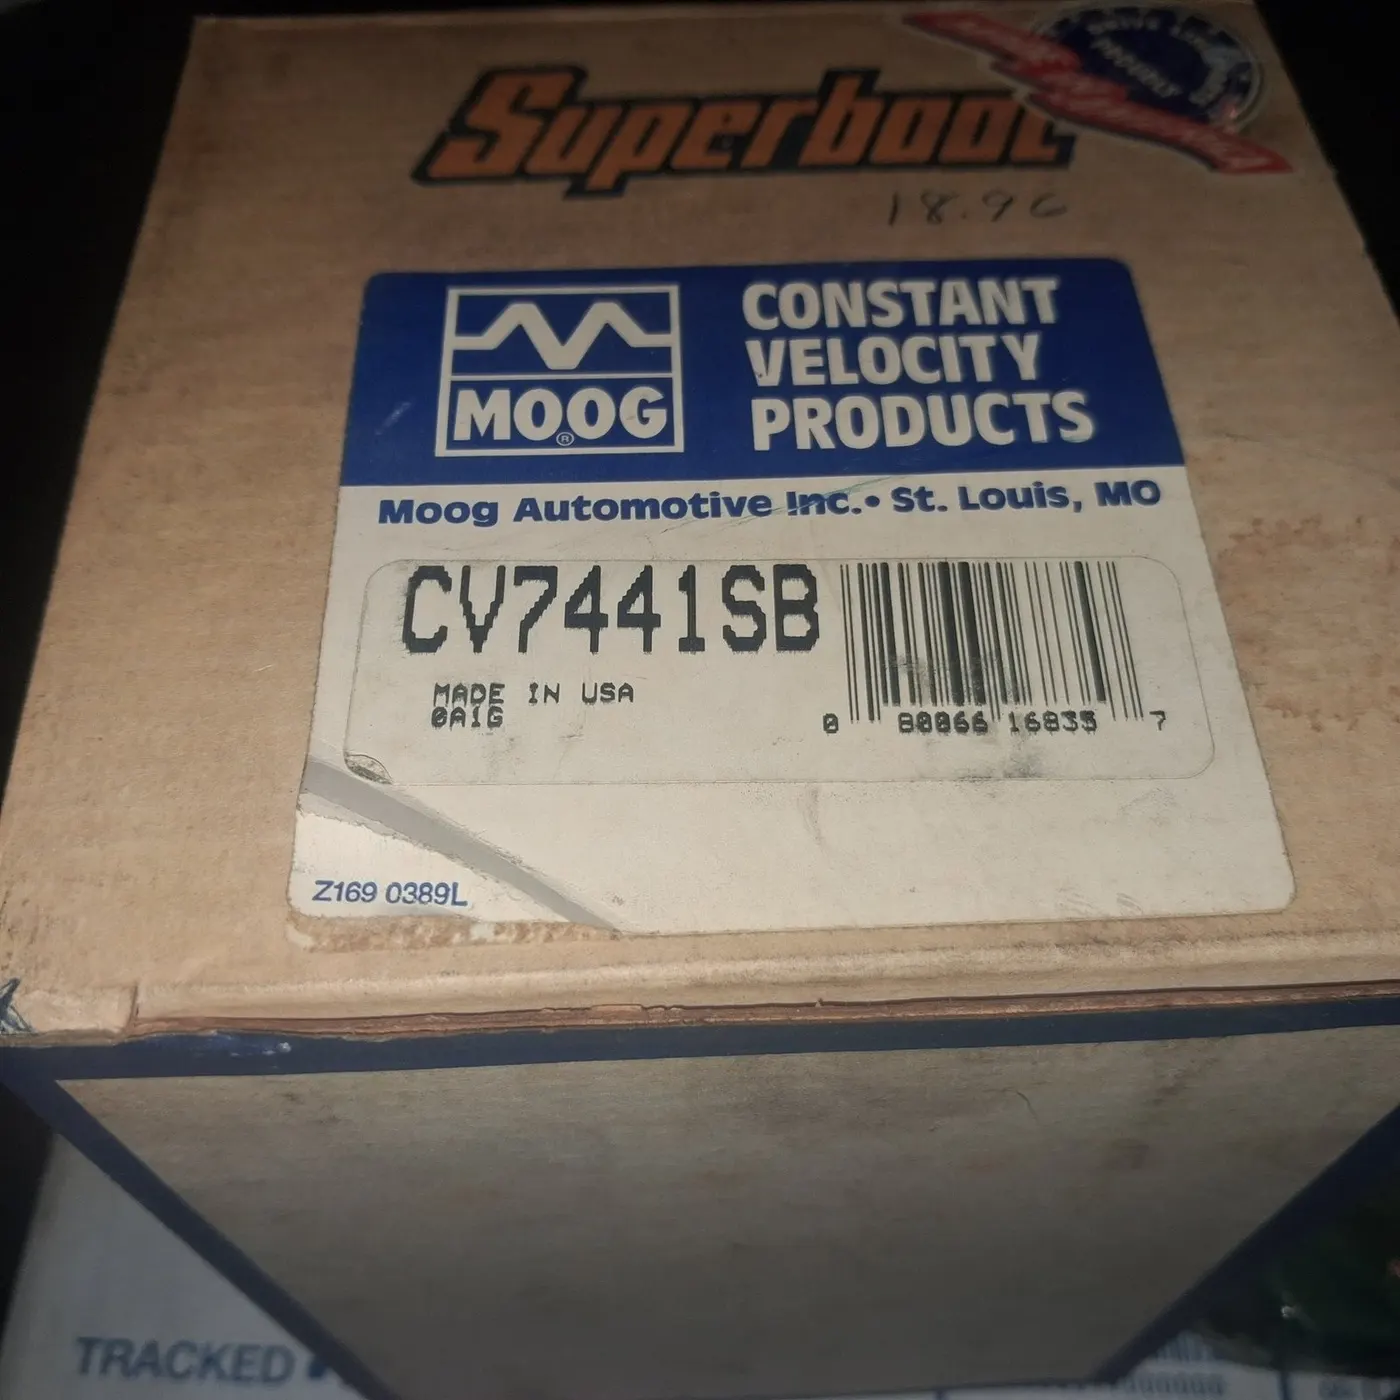 Superboot
PROUDLY
18.96
MOOG®
CONSTANT
VELOCITY
PRODUCTS
Moog Automotive Inc.• St. Louis, MO
CV7441SB
MADE IN USA
0A1G
0 80066 16835 7
Z169 0389L
TRACKED